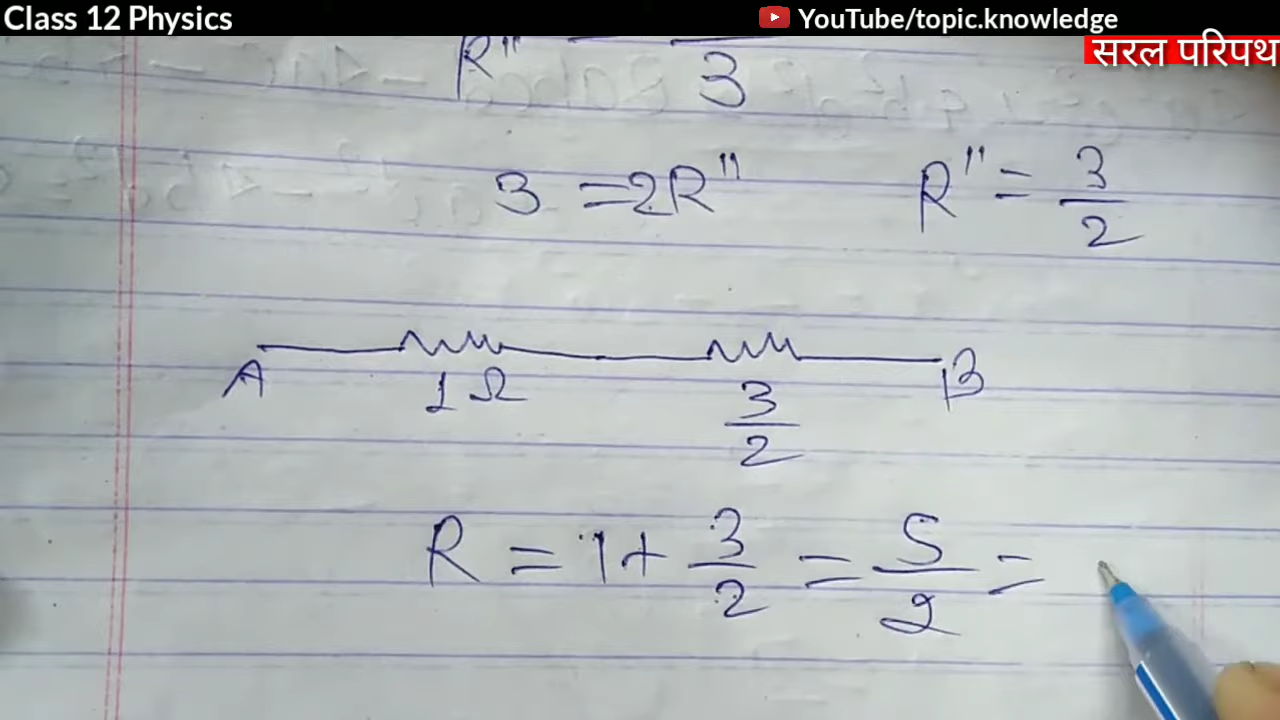 Class 12 Physics
YouTube/topic.knowledge
सरल परिपथ
R" 3
3 = 2R" R" = 3/2
A B
1 Ω 3/2
R = 1 + 3/2 = 5/2 =